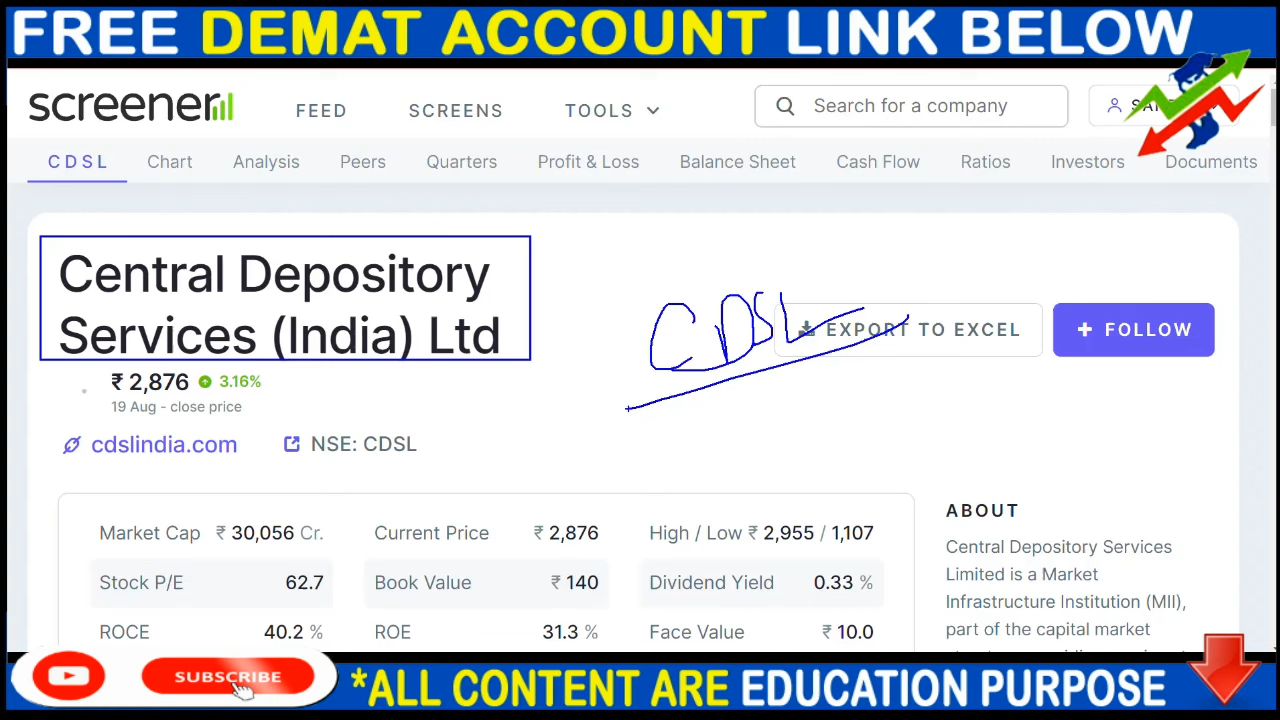 FREE DEMAT ACCOUNT LINK BELOW
screener FEED SCREENS TOOLS Search for a company
CDSL Chart Analysis Peers Quarters Profit & Loss Balance Sheet Cash Flow Ratios Investors Documents
Central Depository
Services (India) Ltd
CDSL
EXPORT TO EXCEL + FOLLOW
₹ 2,876 3.16%
19 Aug - close price
cdslindia.com NSE: CDSL
Market Cap ₹ 30,056 Cr. Current Price ₹ 2,876 High / Low ₹ 2,955 / 1,107
Stock P/E 62.7 Book Value ₹ 140 Dividend Yield 0.33 %
ROCE 40.2 % ROE 31.3 % Face Value ₹ 10.0
ABOUT
Central Depository Services
Limited is a Market
Infrastructure Institution (MII),
part of the capital market
SUBSCRIBE
*ALL CONTENT ARE EDUCATION PURPOSE